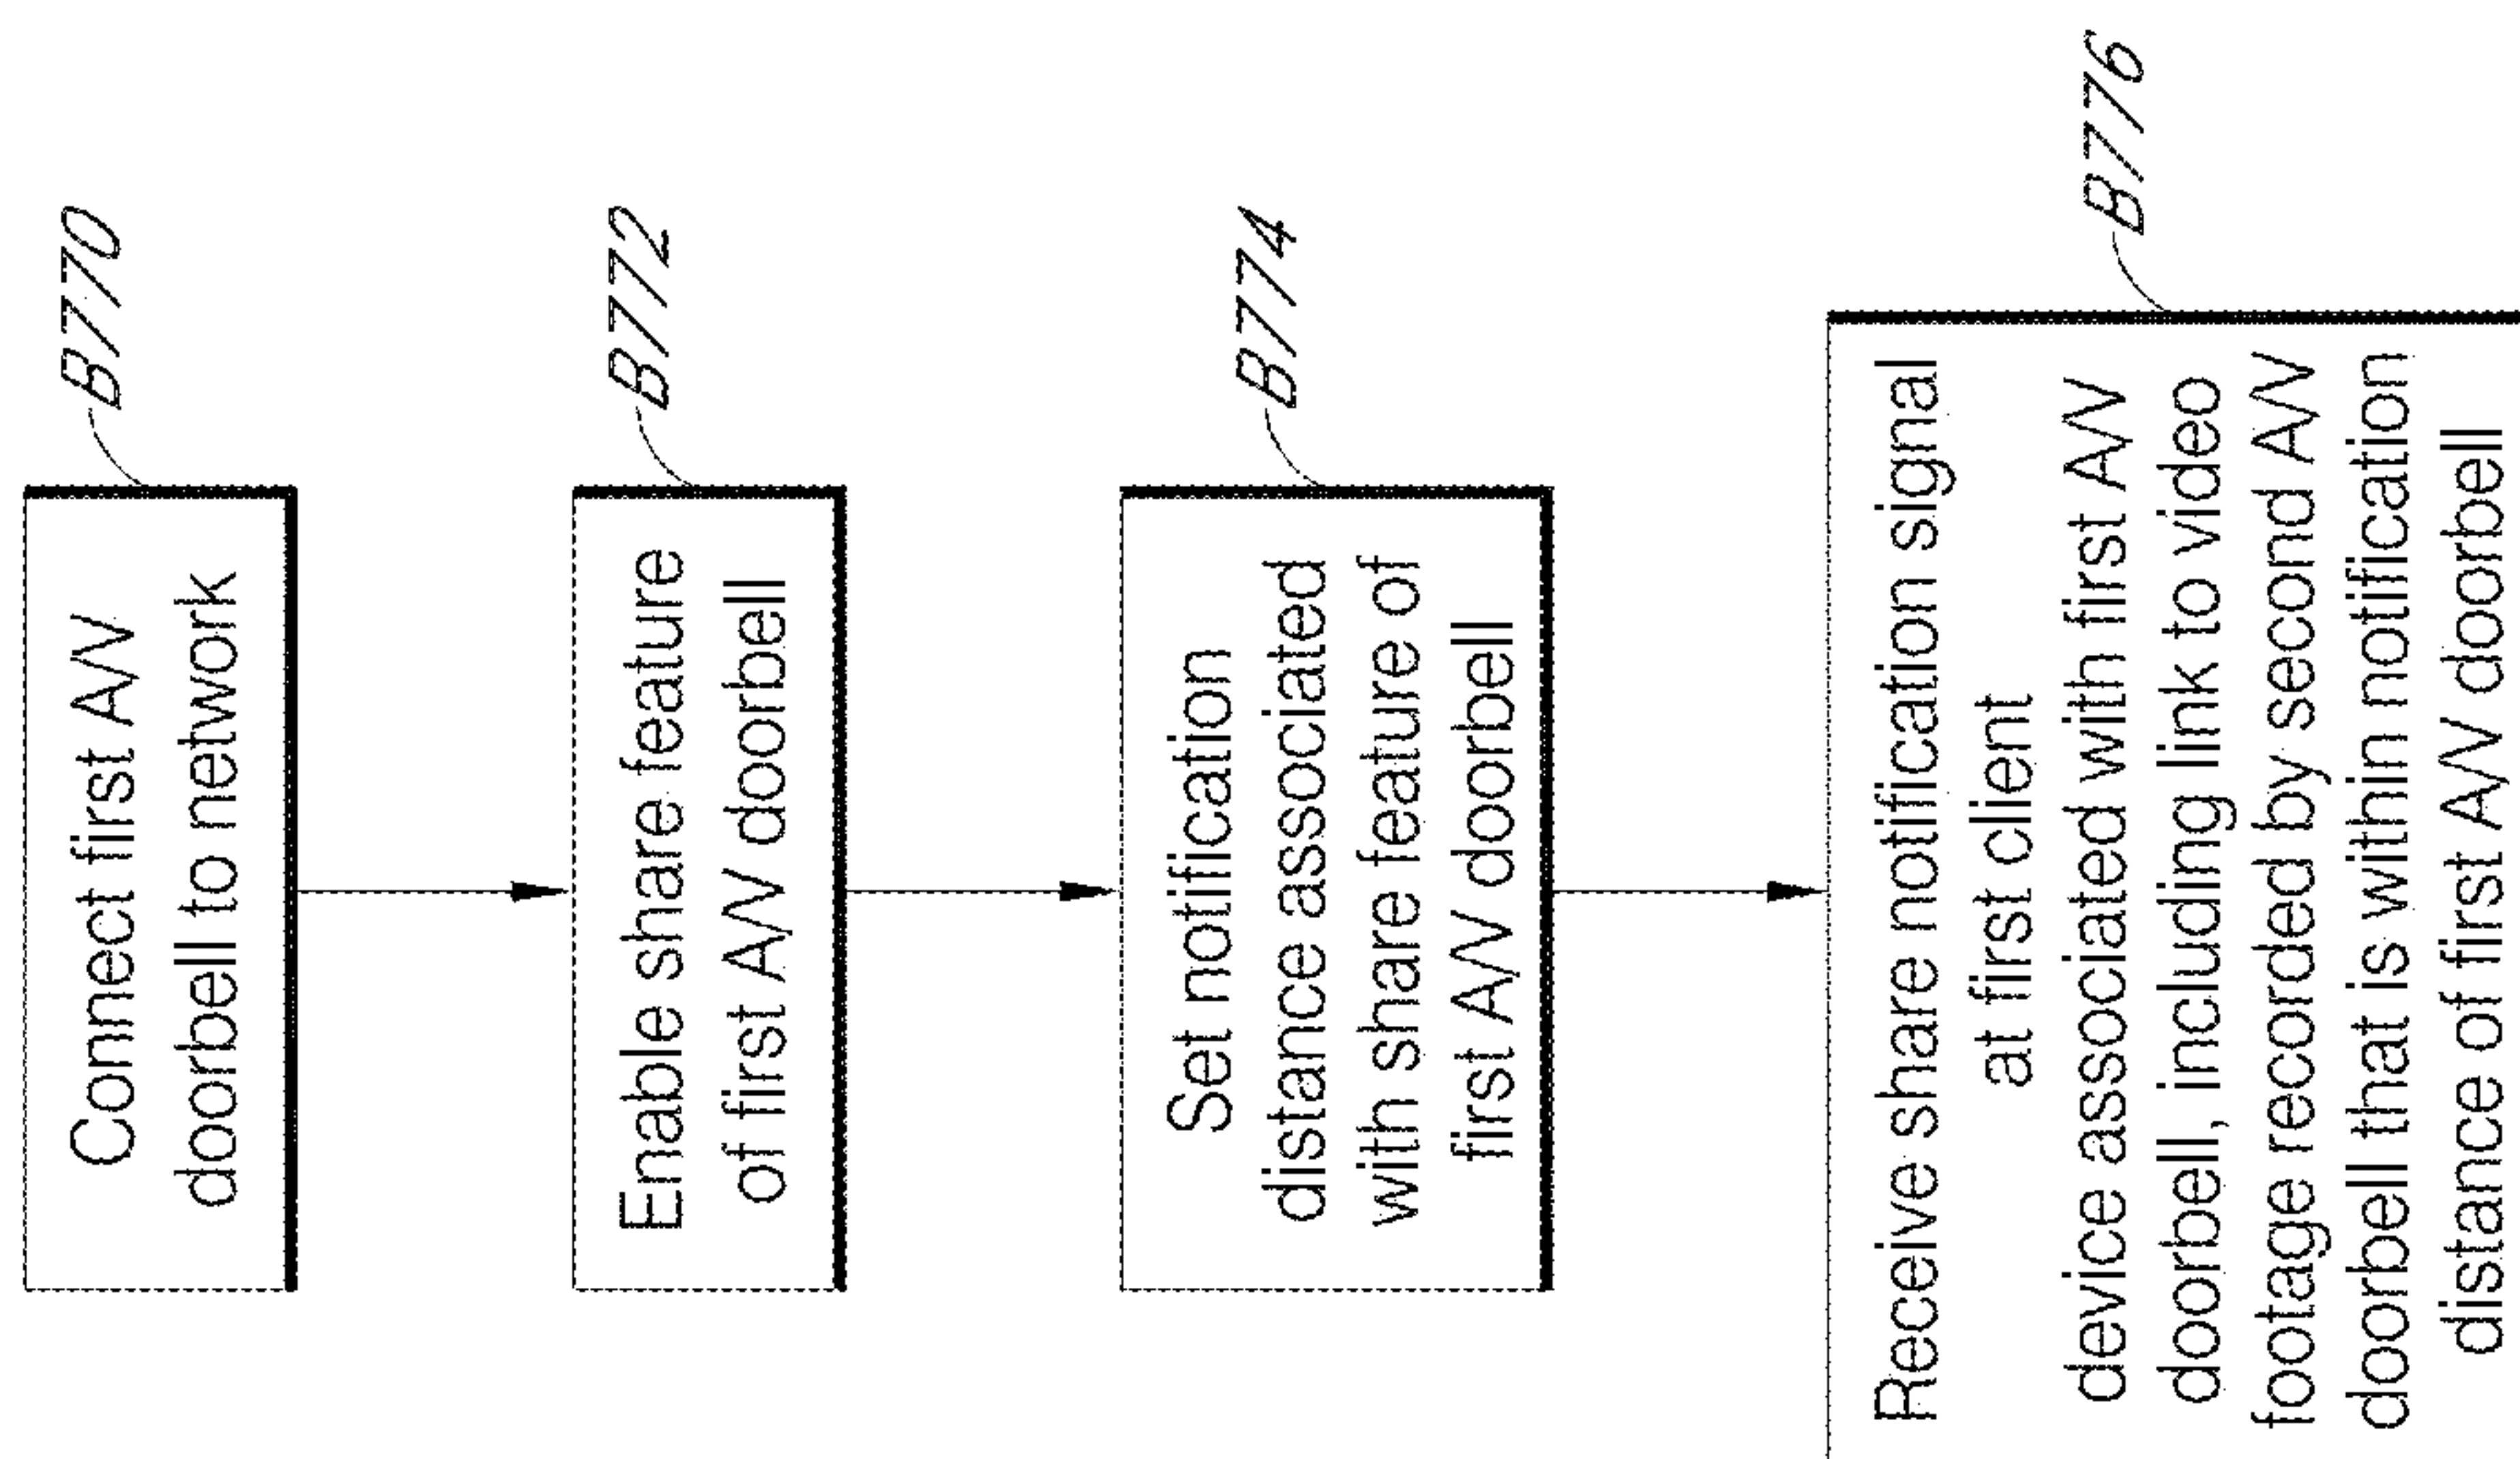 Connect first A/V
doorbell to network
B770
Enable share feature
of first A/V doorbell
B772
Set notification
distance associated
with share feature of
first A/V doorbell
B774
Receive share notification signal
at first client
device associated with first A/V
doorbell, including link to video
footage recorded by second A/V
doorbell that is within notification
distance of first A/V doorbell
B776